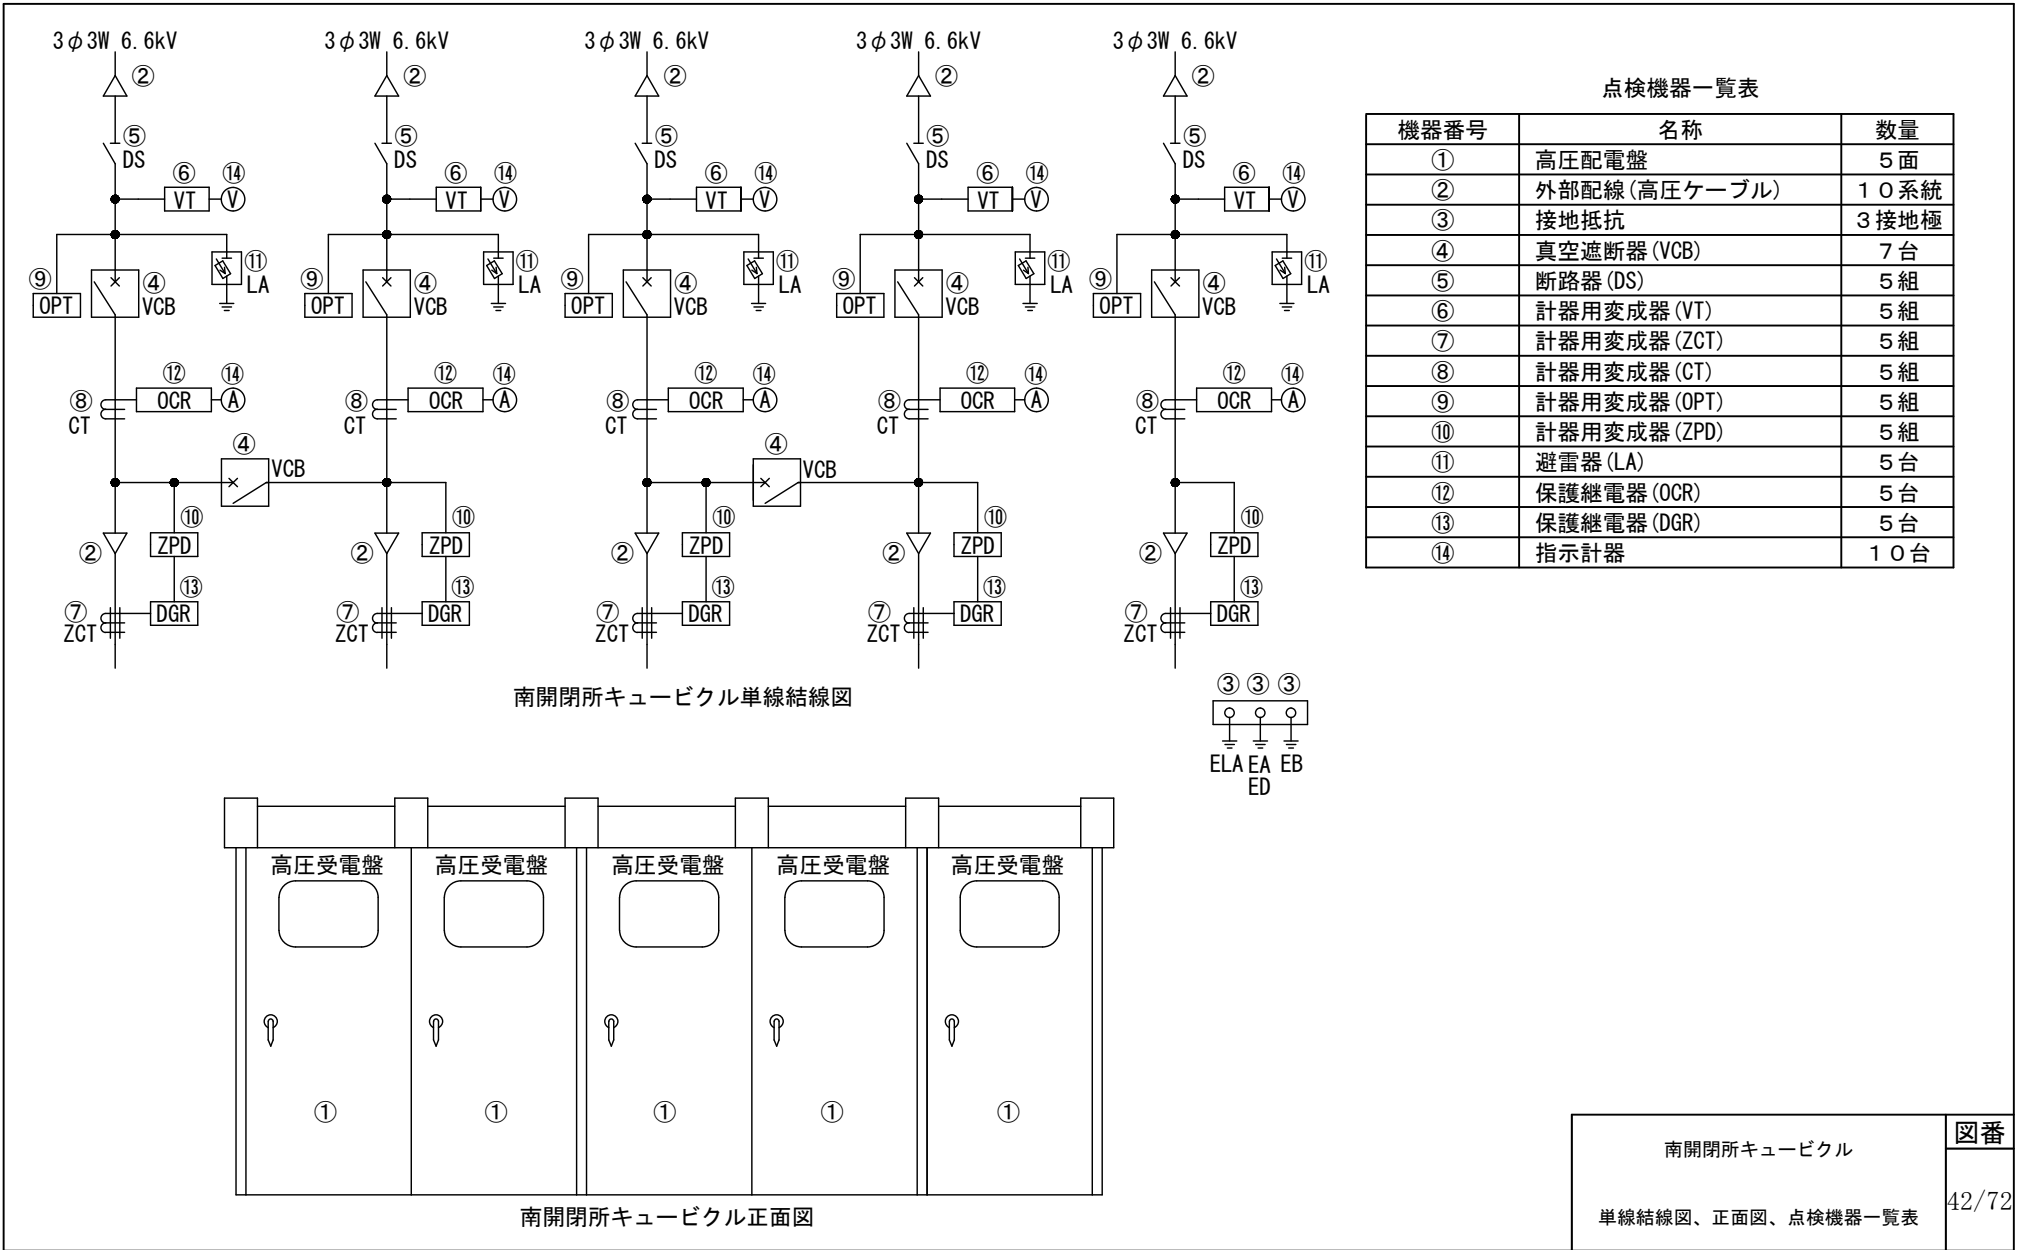 3φ3W 6.6kV 3φ3W 6.6kV 3φ3W 6.6kV 3φ3W 6.6kV 3φ3W 6.6kV
② ② ② ② ②
⑤ ⑤ ⑤ ⑤ ⑤
DS DS DS DS DS
⑥ ⑭ ⑥ ⑭ ⑥ ⑭ ⑥ ⑭ ⑥ ⑭
VT V VT V VT V VT V VT V
⑨ ④ ⑪ ⑨ ④ ⑪ ⑨ ④ ⑪ ⑨ ④ ⑪ ⑨ ④ ⑪
LA LA LA LA LA
OPT VCB OPT VCB OPT VCB OPT VCB OPT VCB
⑫ ⑭ ⑫ ⑭ ⑫ ⑭ ⑫ ⑭ ⑫ ⑭
⑧ OCR A ⑧ OCR A ⑧ OCR A ⑧ OCR A ⑧ OCR A
CT CT CT CT CT
④ ④
VCB VCB
⑩ ⑩ ⑩ ⑩ ⑩
② ZPD ② ZPD ② ZPD ② ZPD ② ZPD
⑬ ⑬ ⑬ ⑬ ⑬
⑦ DGR ⑦ DGR ⑦ DGR ⑦ DGR ⑦ DGR
ZCT ZCT ZCT ZCT ZCT
南開閉所キュービクル単線結線図
③ ③ ③
ELA EA EB
ED
点検機器一覧表
機器番号 名称 数量
① 高圧配電盤 5面
② 外部配線(高圧ケーブル) 10系統
③ 接地抵抗 3接地極
④ 真空遮断器(VCB) 7台
⑤ 断路器(DS) 5組
⑥ 計器用変成器(VT) 5組
⑦ 計器用変成器(ZCT) 5組
⑧ 計器用変成器(CT) 5組
⑨ 計器用変成器(OPT) 5組
⑩ 計器用変成器(ZPD) 5組
⑪ 避雷器(LA) 5台
⑫ 保護継電器(OCR) 5台
⑬ 保護継電器(DGR) 5台
⑭ 指示計器 10台
高圧受電盤 高圧受電盤 高圧受電盤 高圧受電盤 高圧受電盤
① ① ① ① ①
南開閉所キュービクル正面図
南開閉所キュービクル
単線結線図、正面図、点検機器一覧表
図番
42/72